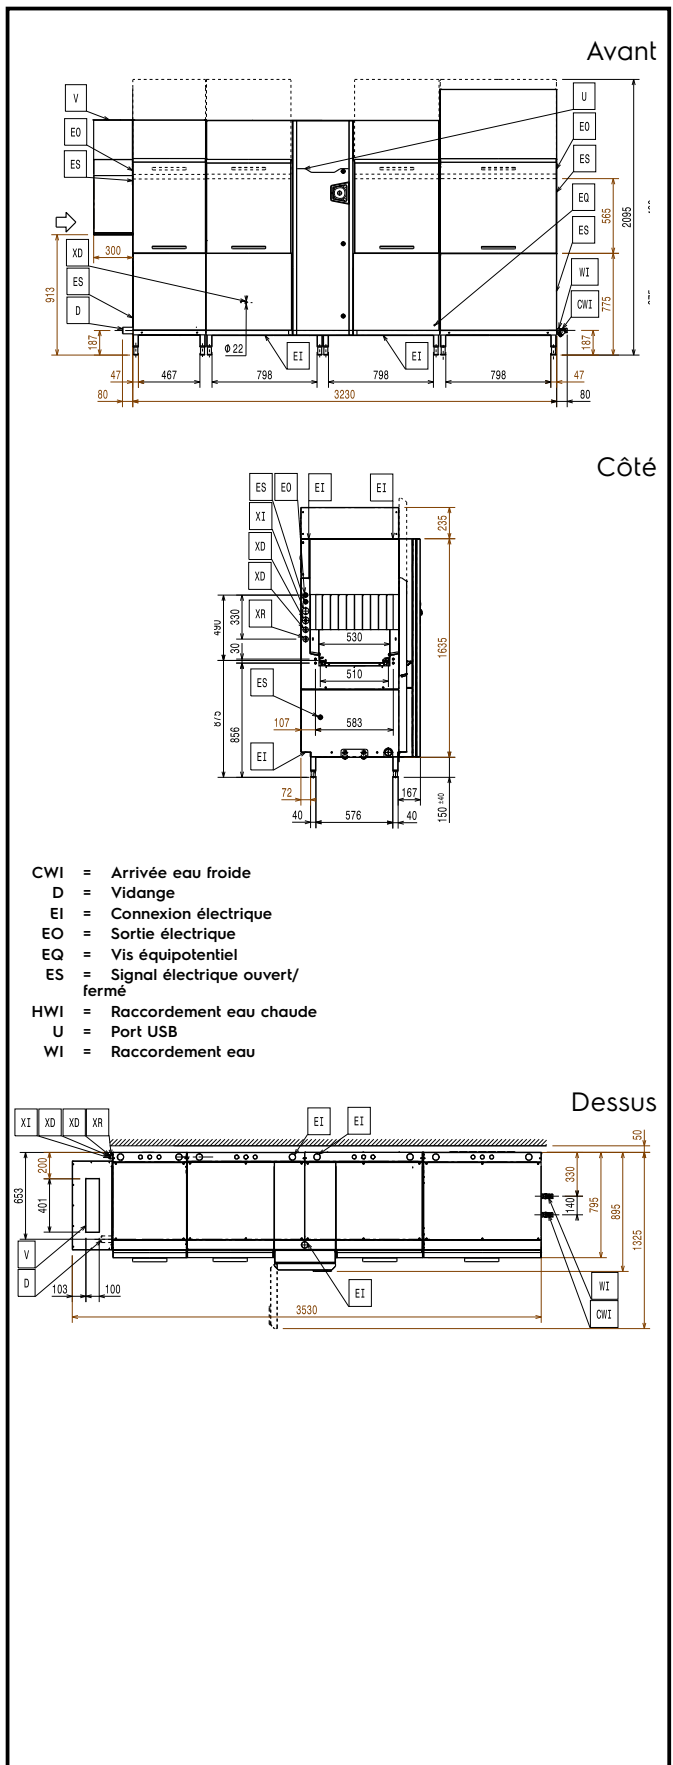 Avant
V
U
EO
EO
ES
ES
EQ
565
2095
ES
300
XD
WI
913
ES
775
CWI
D
187
Φ 22
EI
EI
187
47
467
798
798
798
47
80
3230
80
Côté
ES
EO
EI
EI
XI
235
XD
XD
XR
490
330
530
1635
30
510
ES
875
856
107
583
EI
72
167
150 ±40
40
576
40
CWI = Arrivée eau froide
D = Vidange
EI = Connexion électrique
EO = Sortie électrique
EQ = Vis équipotentiel
ES = Signal électrique ouvert/
fermé
HWI = Raccordement eau chaude
U = Port USB
WI = Raccordement eau
Dessus
XI
XD
XD
XR
EI
EI
50
200
653
401
330
140
795
895
1325
V
D
103
100
EI
WI
3530
CWI